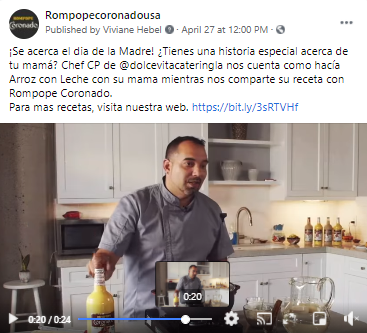 Rompopecoronadousa
Published by Viviane Hebel · April 27 at 12:00 PM ·
¡Se acerca el día de la Madre! ¿Tienes una historia especial acerca de
tu mamá? Chef CP de @dolcevitacateringla nos cuenta como hacía
Arroz con Leche con su mama mientras nos comparte su receta con
Rompope Coronado.
Para mas recetas, visita nuestra web. https://bit.ly/3sRTVHf
0:20
0:20 / 0:24
Coronado